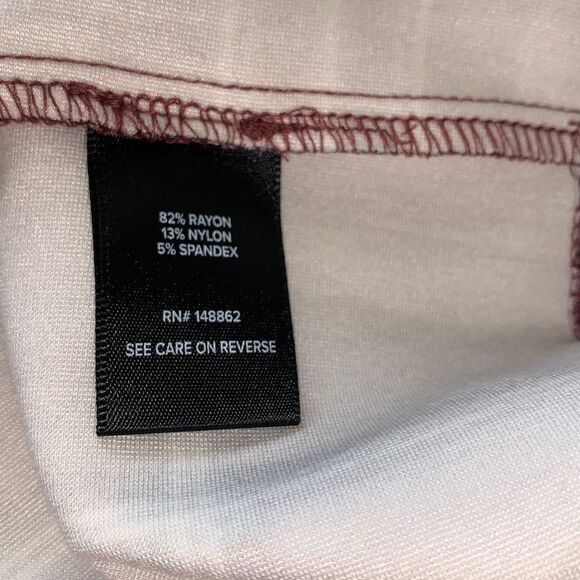 82% RAYON
13% NYLON
5% SPANDEX
RN# 148862
SEE CARE ON REVERSE